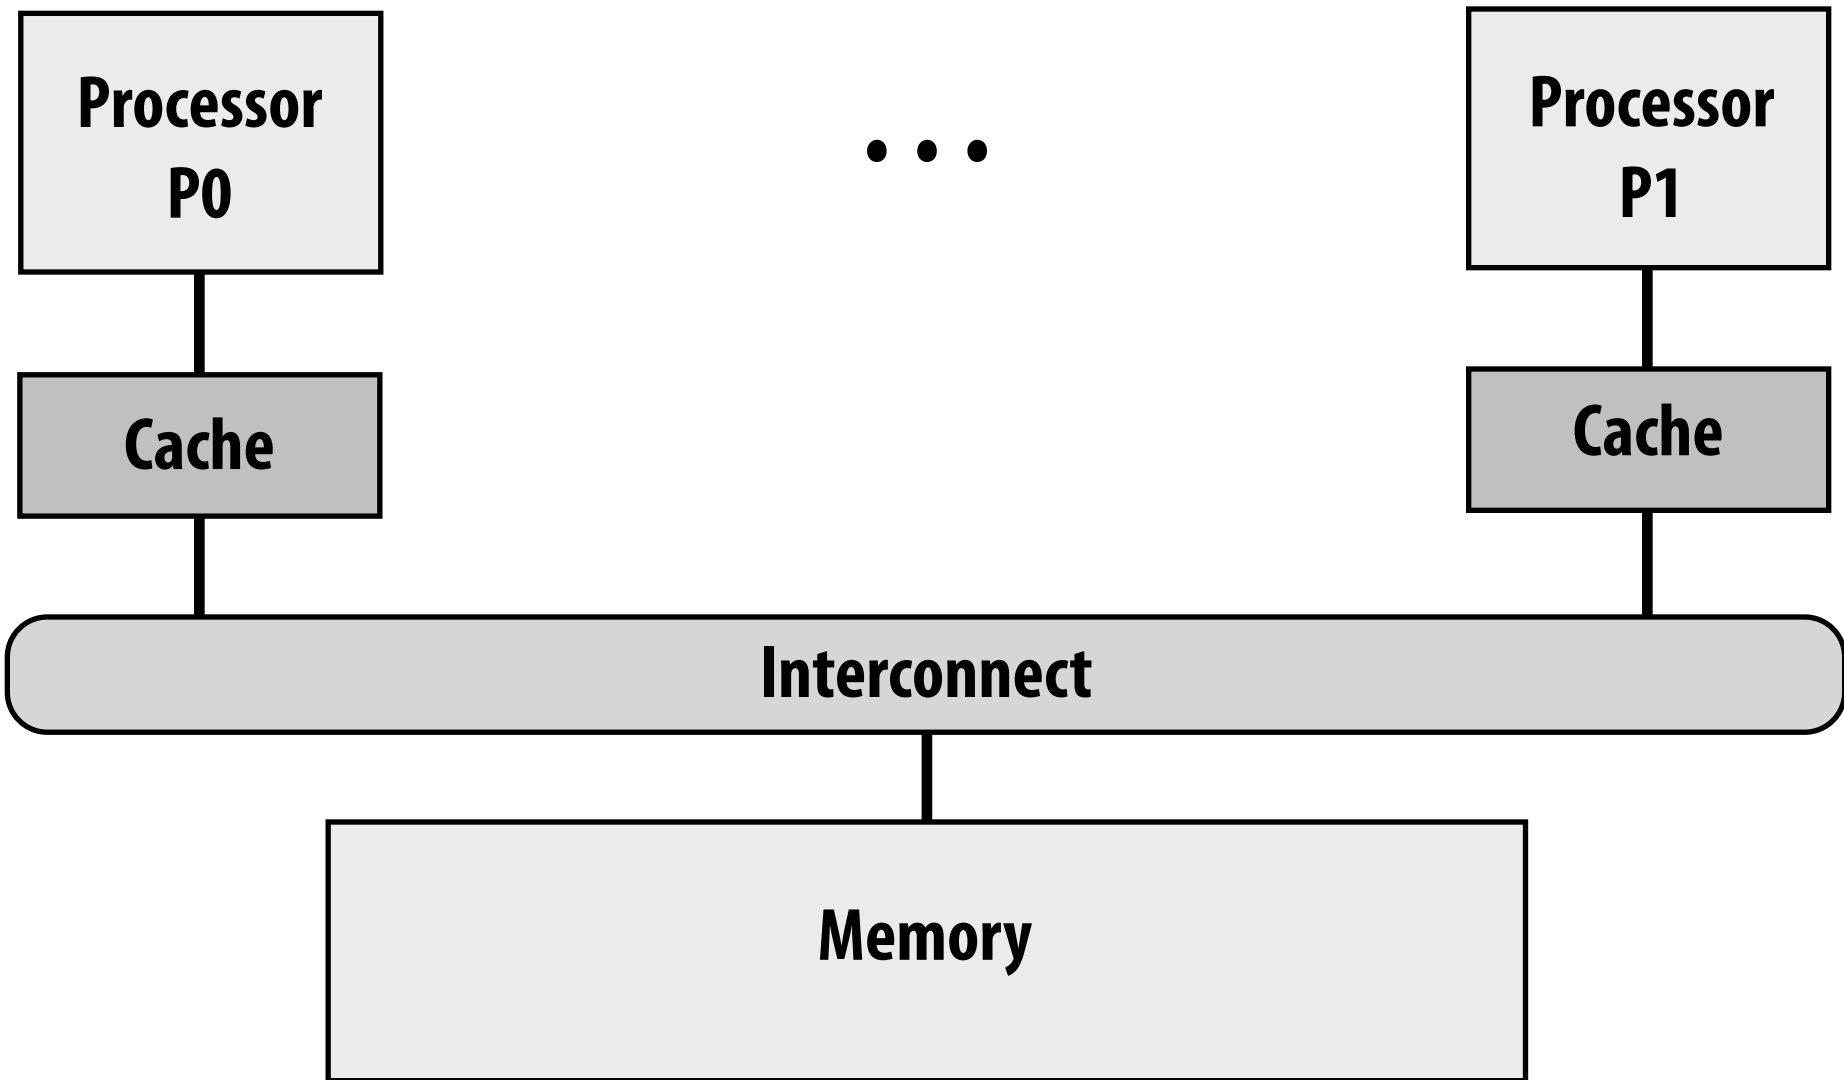 Processor
P0
• • •
Processor
P1
Cache
Cache
Interconnect
Memory